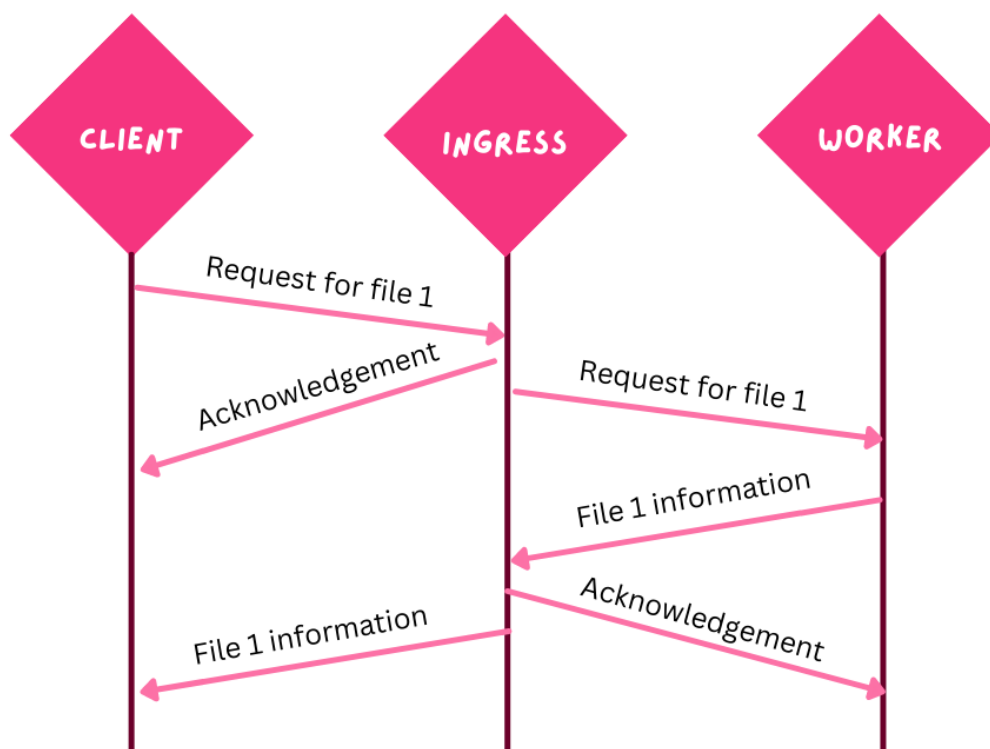 CLIENT
INGRESS
WORKER
Request for file 1
Acknowledgement
Request for file 1
File 1 information
Acknowledgement
File 1 information